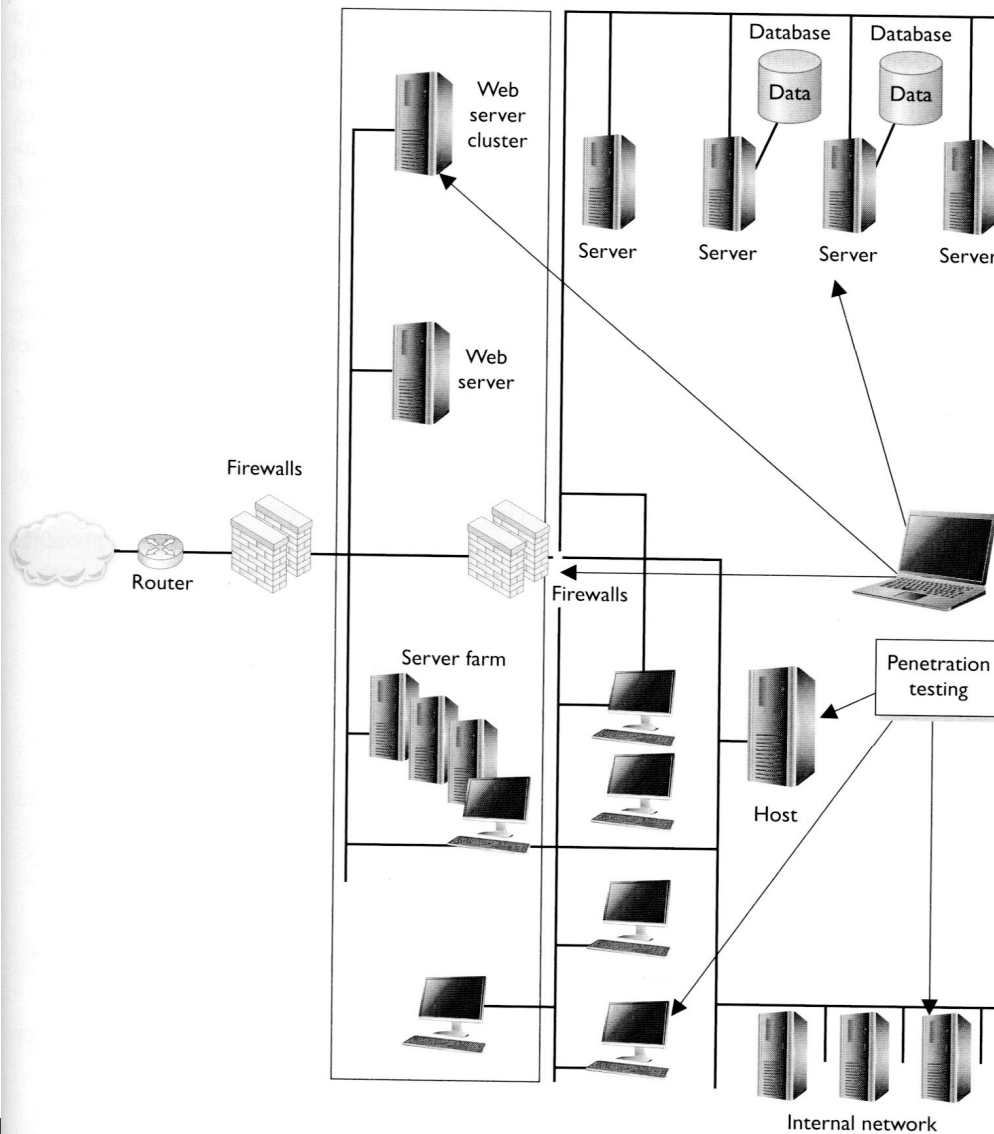 Database
Database
Data
Data
Web
server
cluster
Server
Server
Server
Server
Web
server
Firewalls
Router
Firewalls
Server farm
Penetration
testing
Host
Internal network